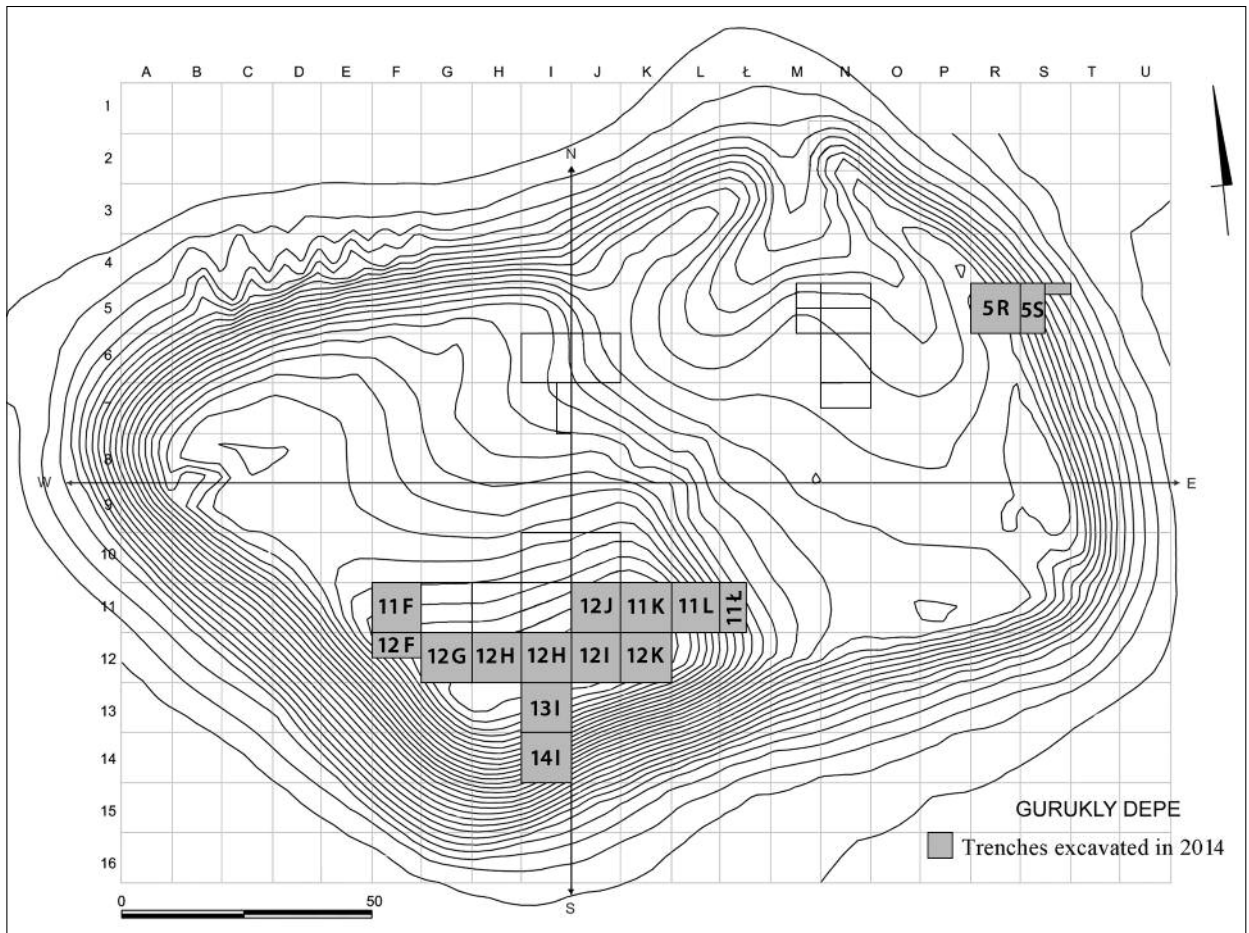 A B C D E F G H I J K L Ł M N O P R S T U
1
2
N
3
4
5 5R 5S
6
7
8
W E
9
10
11 11F 12J 11K 11L 11Ł
12F
12 12G 12H 12H 12I 12K
13 13I
14 14I
15
GURUKLY DEPE
Trenches excavated in 2014
16
0 50
S